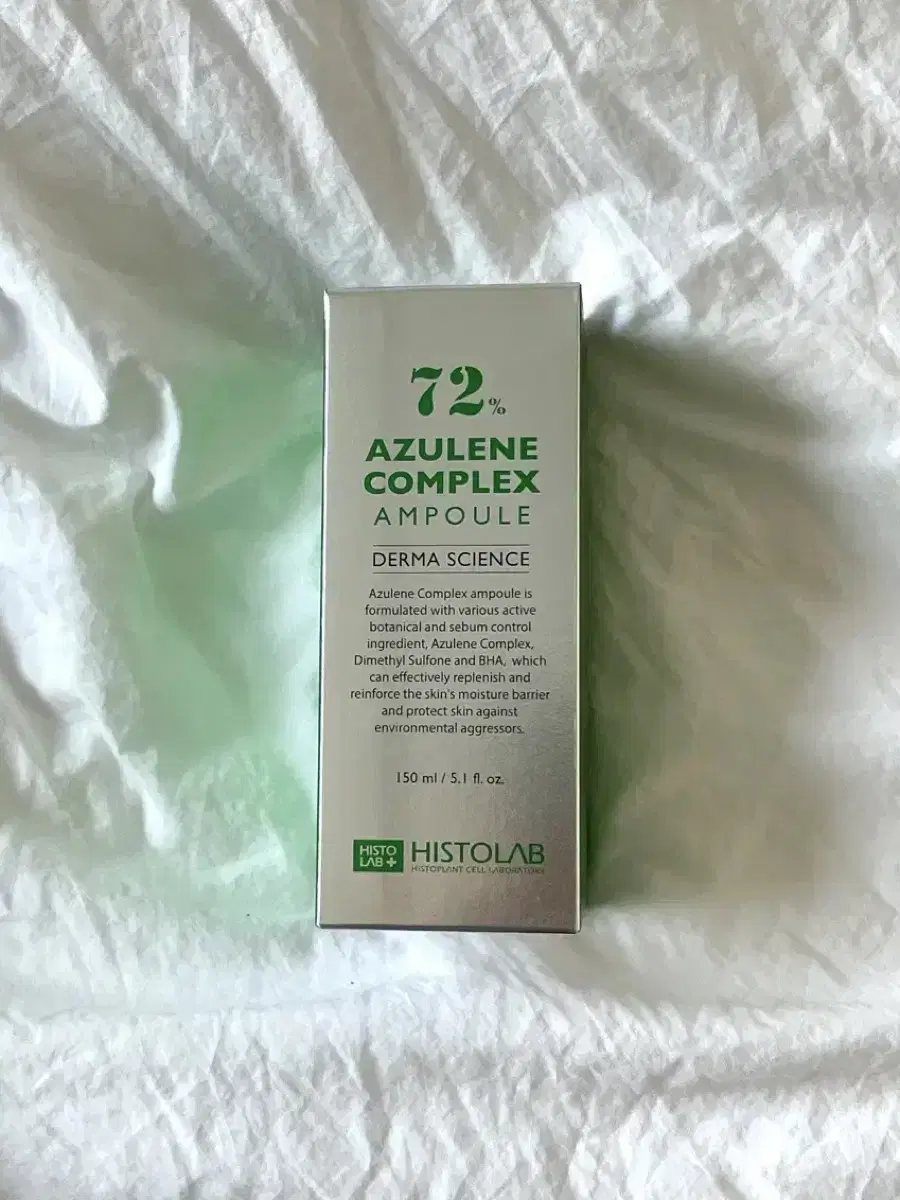 72%
AZULENE
COMPLEX
AMPOULE
DERMA SCIENCE
Azulene Complex ampoule is
formulated with various active
botanical and sebum control
ingredient, Azulene Complex,
Dimethyl Sulfone and BHA, which
can effectively replenish and
reinforce the skin's moisture barrier
and protect skin against
environmental aggressors.
150 ml / 5.1 fl. oz.
HISTO
LAB +
HISTOLAB
HISTOPLANT CELL LABORATORY